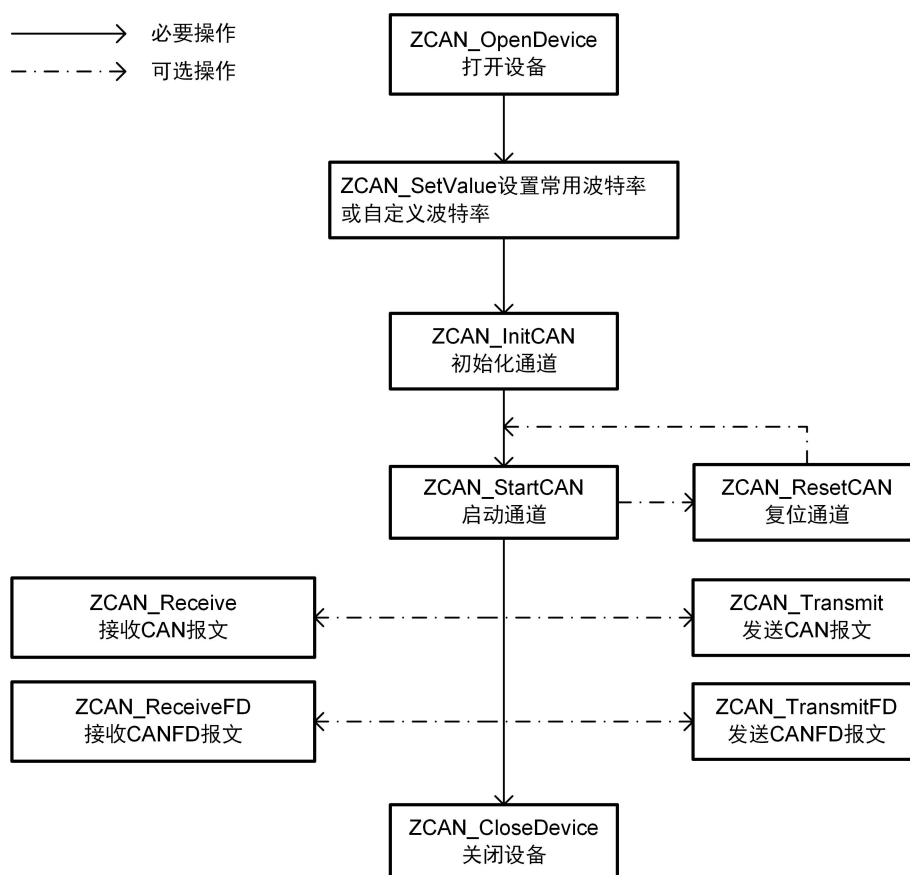 必要操作
可选操作
ZCAN_OpenDevice
打开设备
ZCAN_SetValue设置常用波特率
或自定义波特率
ZCAN_InitCAN
初始化通道
ZCAN_StartCAN
启动通道
ZCAN_ResetCAN
复位通道
ZCAN_Receive
接收CAN报文
ZCAN_Transmit
发送CAN报文
ZCAN_ReceiveFD
接收CANFD报文
ZCAN_TransmitFD
发送CANFD报文
ZCAN_CloseDevice
关闭设备